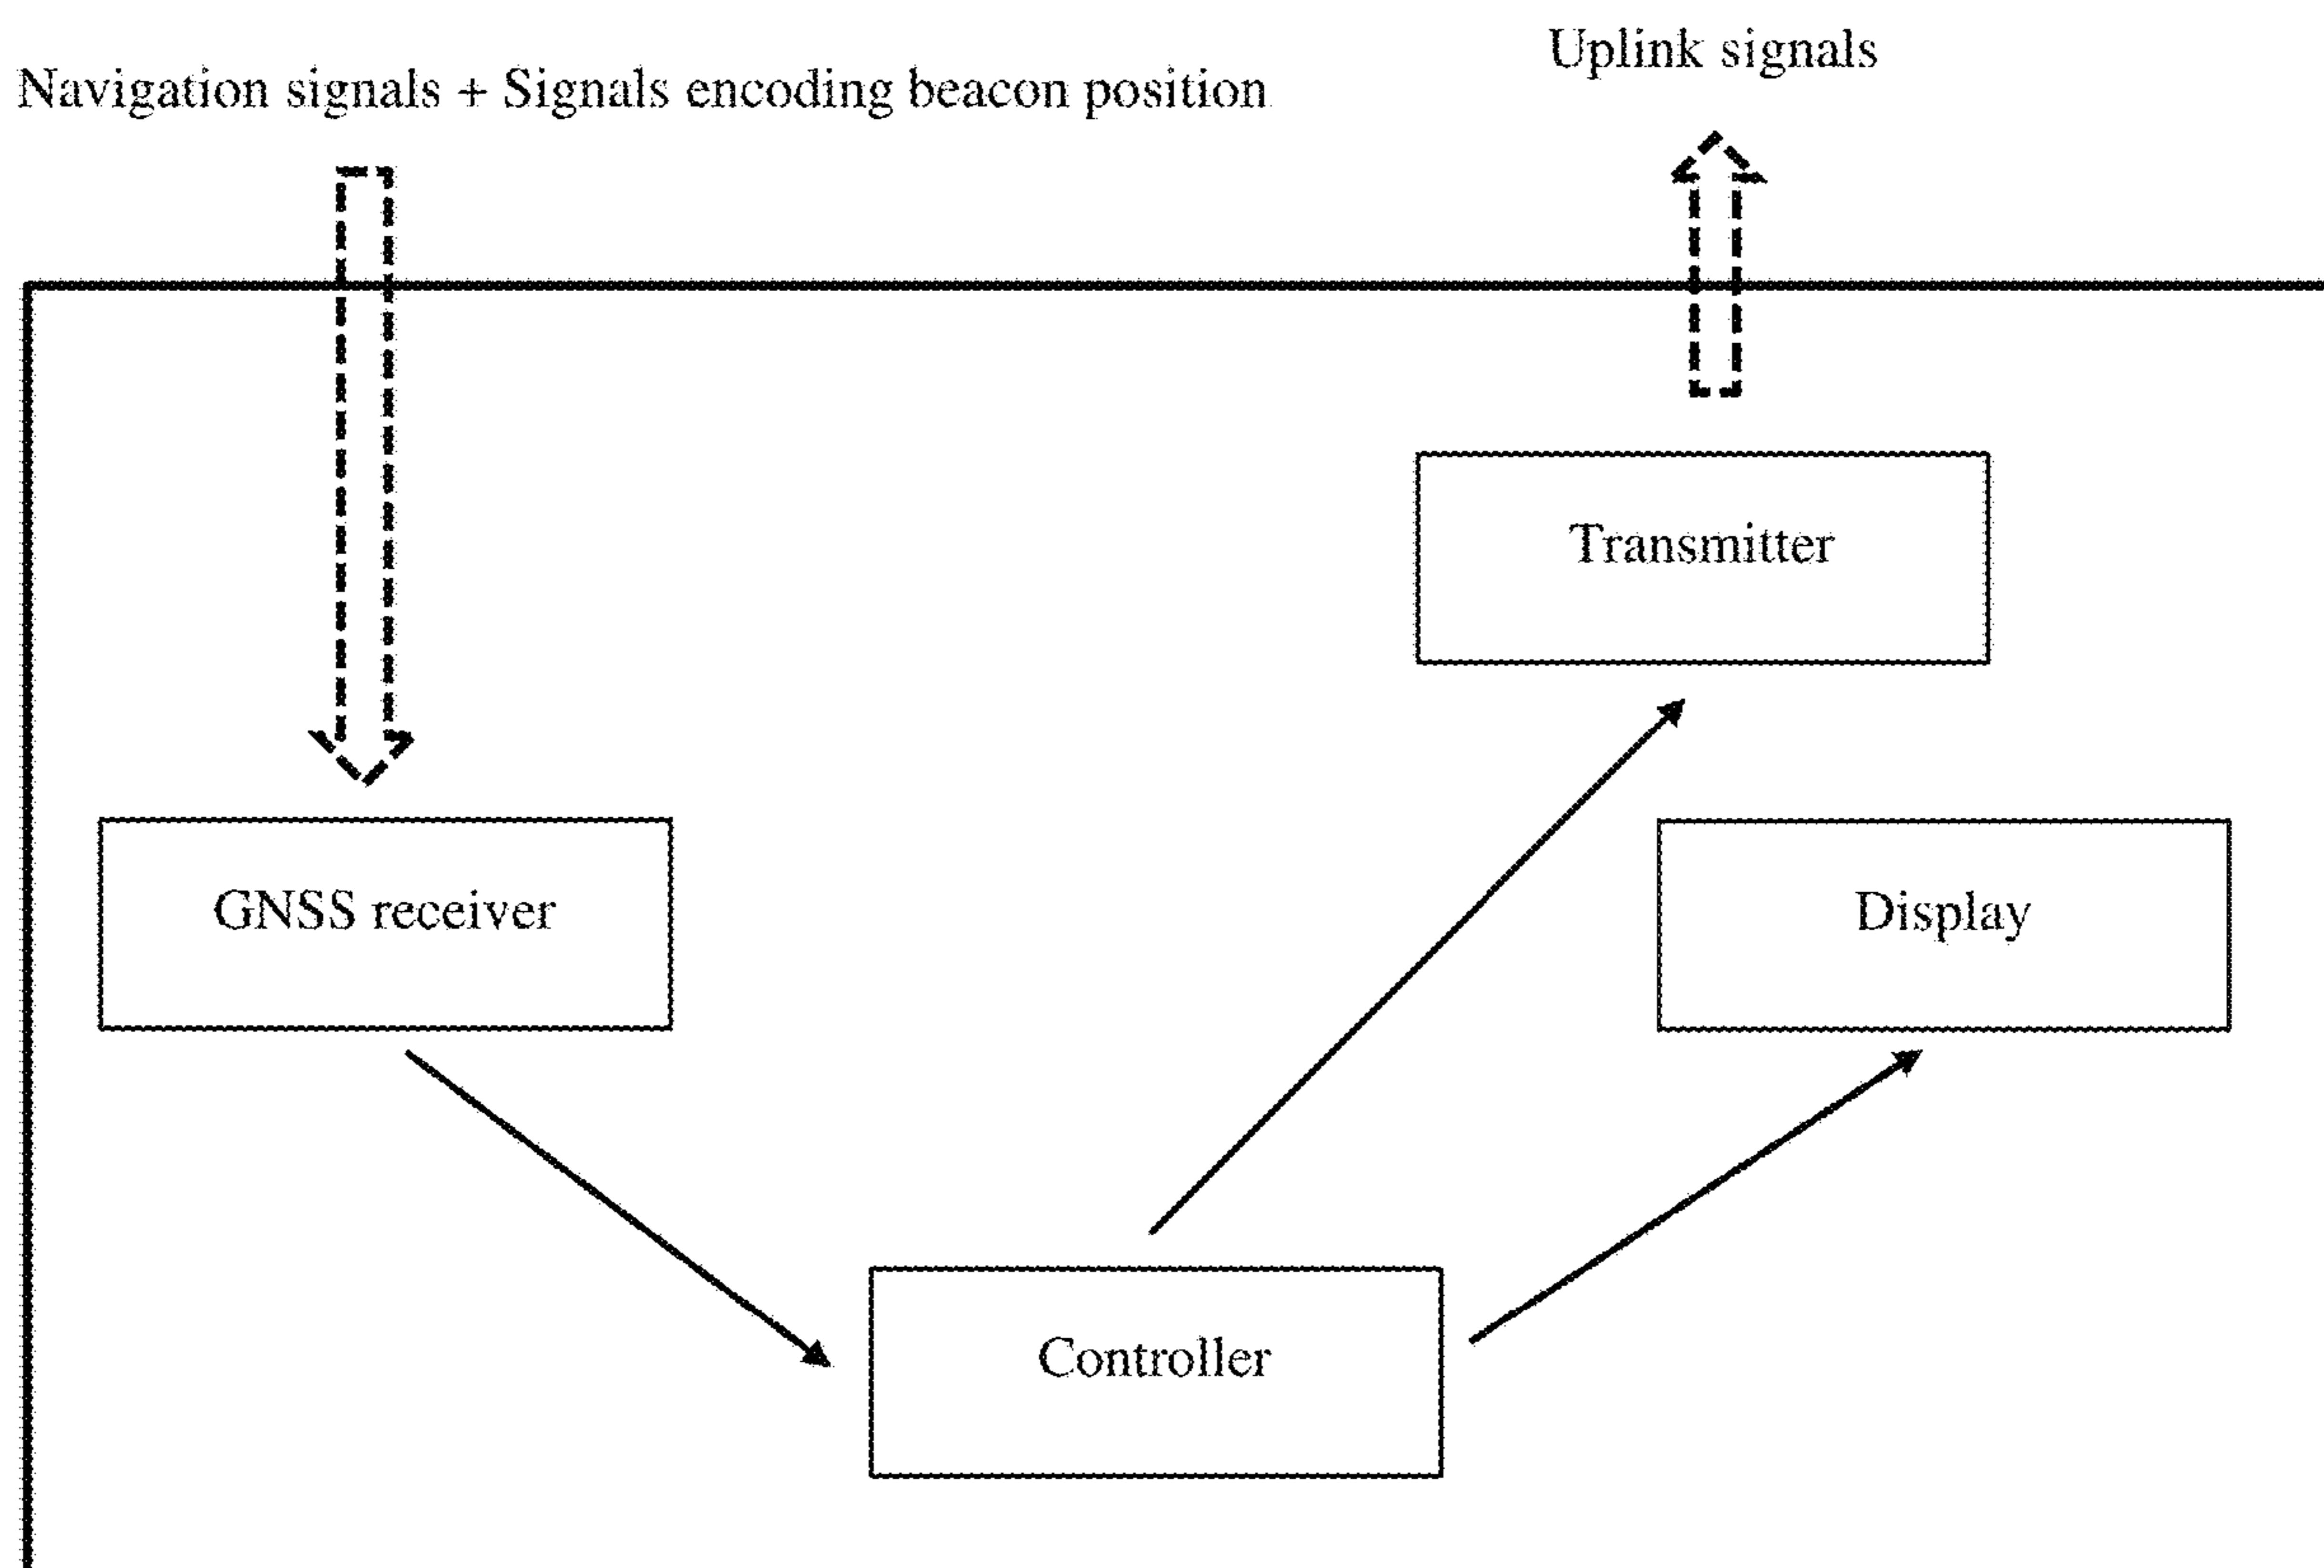 Uplink signals
Navigation signals + Signals encoding beacon position
Transmitter
GNSS receiver
Display
Controller